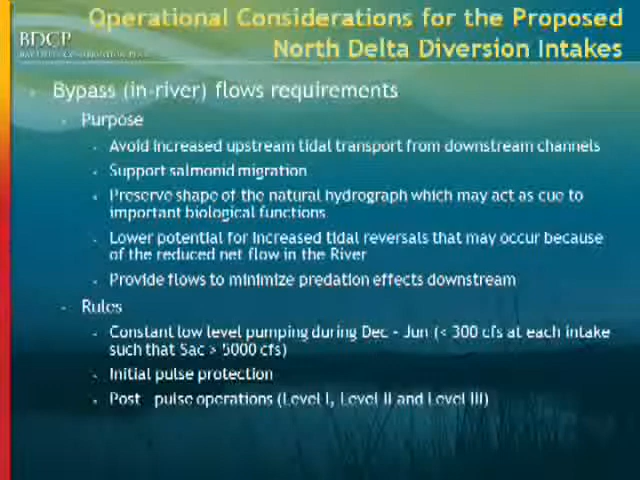 Operational Considerations for the Proposed
North Delta Diversion Intakes
BDCP
BAY DELTA CONSERVATION PLAN
Bypass (in-river) flows requirements
Purpose
Avoid increased upstream tidal transport from downstream channels
Support salmonid migration
Preserve shape of the natural hydrograph which may act as cue to
important biological functions
Lower potential for increased tidal reversals that may occur because
of the reduced net flow in the River
Provide flows to minimize predation effects downstream
Rules
Constant low level pumping during Dec - Jun (< 300 cfs at each intake
such that Sac > 5000 cfs)
Initial pulse protection
Post - pulse operations (Level I, Level II and Level III)